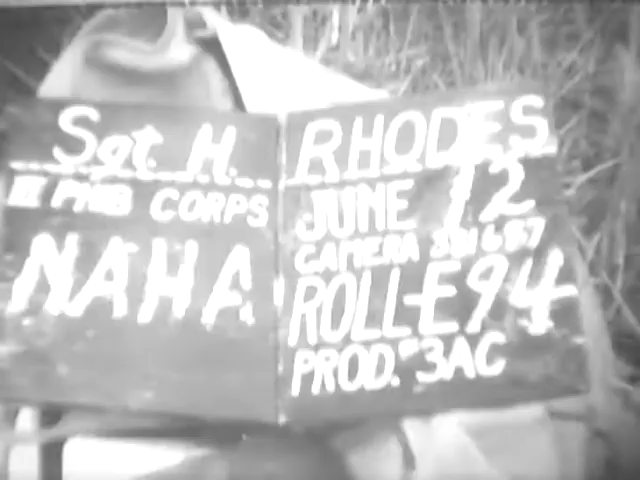 Sgt. H. RHODES
III PHIB CORPS
NAHA
JUNE 12
CAMERA
ROLL-E94
PROD. #3AC